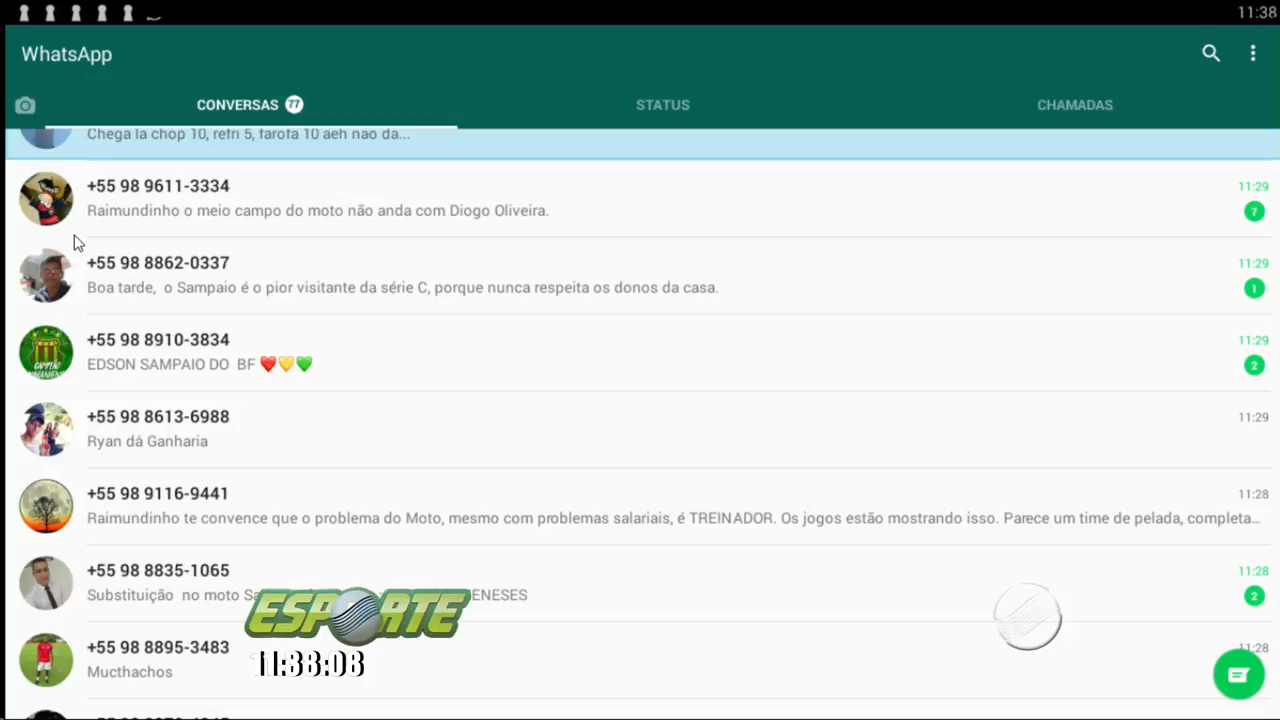 11:38
WhatsApp
CONVERSAS 77
STATUS
CHAMADAS
Chega la chop 10, refri 5, farofa 10 aeh nao da...
+55 98 9611-3334
11:29
Raimundinho o meio campo do moto não anda com Diogo Oliveira.
7
+55 98 8862-0337
11:29
Boa tarde, o Sampaio é o pior visitante da série C, porque nunca respeita os donos da casa.
1
+55 98 8910-3834
11:29
EDSON SAMPAIO DO BF ❤️💛💚
2
CAMPEÃO
+55 98 8613-6988
11:29
Ryan dá Ganharia
+55 98 9116-9441
11:28
Raimundinho te convence que o problema do Moto, mesmo com problemas salariais, é TREINADOR. Os jogos estão mostrando isso. Parece um time de pelada, completa...
+55 98 8835-1065
11:28
Substituição no moto Sa ENESES
2
ESPORTE
+55 98 8895-3483
11:28
11:38:08
Mucthachos